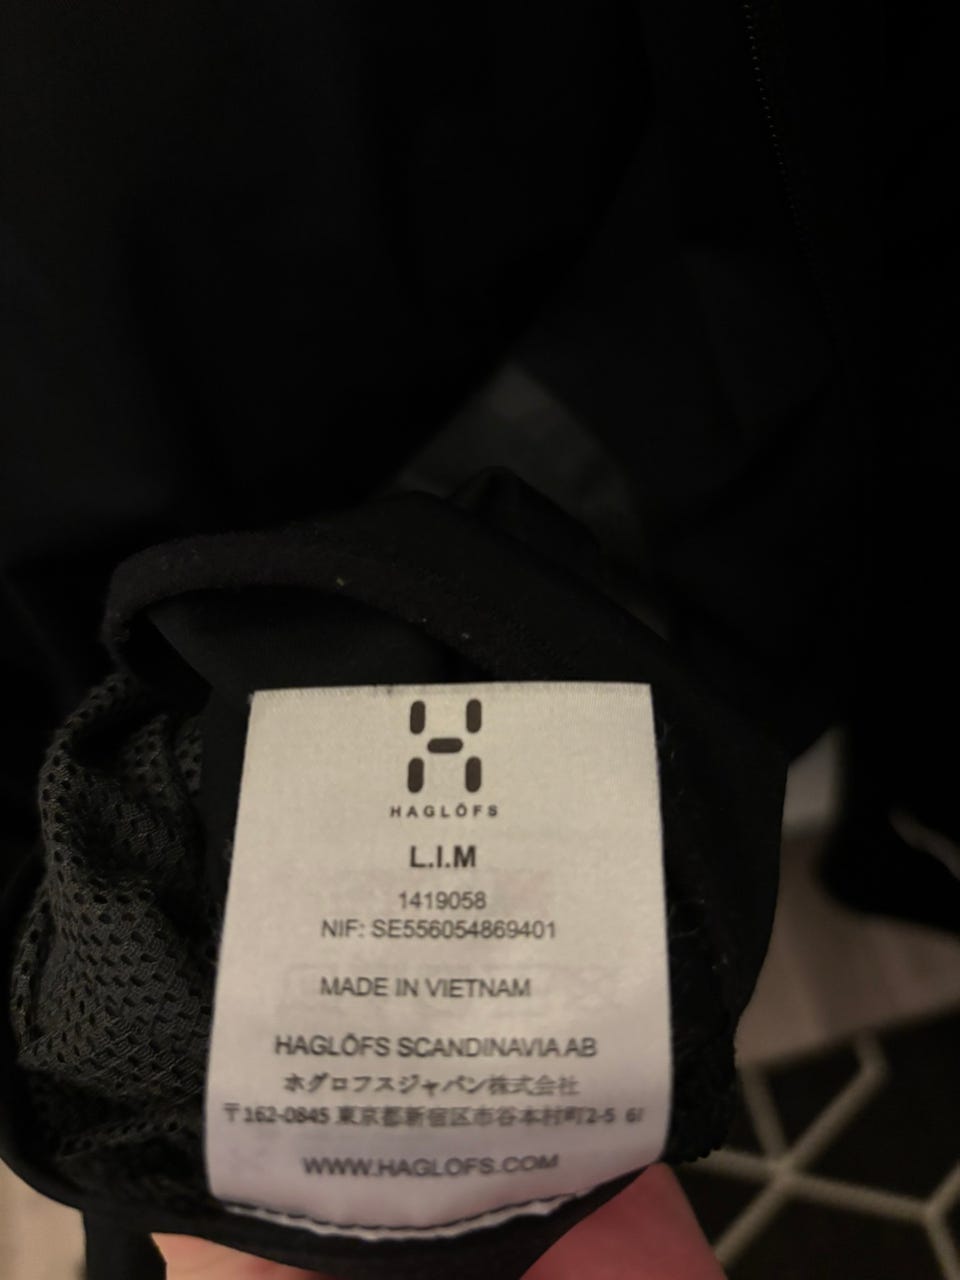 HAGLÖFS
L.I.M
1419058
NIF: SE556054869401
MADE IN VIETNAM
HAGLÖFS SCANDINAVIA AB
ホグロフスジャパン株式会社
〒162-0845 東京都新宿区市谷本村町2-5 6F
WWW.HAGLOFS.COM